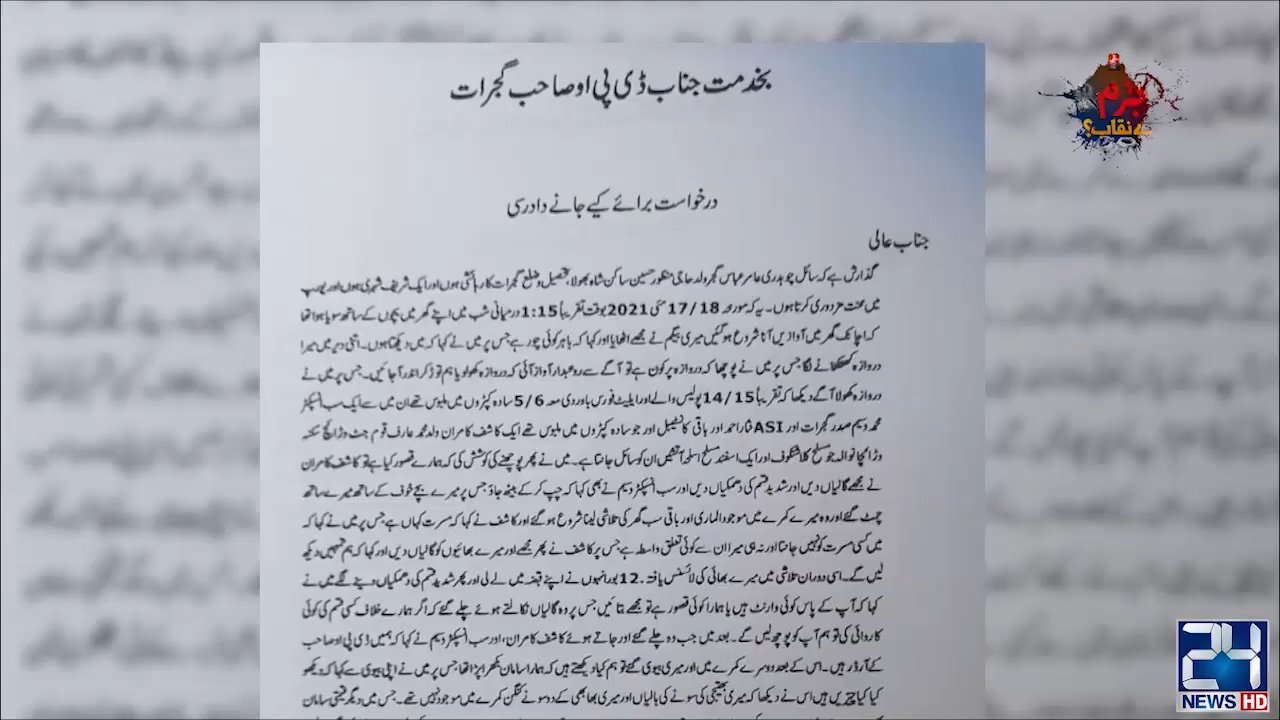 بخدمت جناب ڈی پی او صاحب گجرات
درخواست برائے کیے جانے دادرسی
جناب عالی
گذارش ہے کہ سائل چوہدری عامر عباس گجر ولد حاجی منظور حسین ساکن شاہ بھولا، تحصیل و ضلع گجرات کا رہائشی ہوں اور ایک شریف شہری ہوں اور یورپ
میں محنت مزدوری کرتا ہوں۔ یہ کہ مورخہ 17/18 مئی 2021 بوقت تقریباً 1:15 درمیانی شب میں اپنے گھر میں بچوں کے ساتھ سویا ہوا تھا
کہ اچانک گھر میں آوازیں آنا شروع ہو گئیں میری بیگم نے مجھے اٹھایا اور کہا کہ باہر کوئی چور ہے جس پر میں نے کہا کہ میں دیکھتا ہوں۔ اتنی دیر میں میرا
دروازہ کھٹکھٹانے لگا جس پر میں نے پوچھا کہ دروازہ پر کون ہے تو آگے سے رعبدار آواز آئی کہ دروازہ کھولو یا ہم توڑ کر اندر آ جائیں۔ جس پر میں نے
دروازہ کھولا آگے دیکھا کہ تقریباً 14/15 پولیس والے اور ایلیٹ فورس باوردی معہ 5/6 سادہ کپڑوں میں ملبوس تھے ان میں سے ایک سب انسپکٹر
محمد وسیم صدر گجرات اور ASI نثار احمد اور باقی کانسٹیبل اور جو سادہ کپڑوں میں ملبوس تھے ایک کاشف کامران ولد محمد عارف قوم جٹ وڑائچ سکنہ
وڑائچانوالہ جو مسلح کلاشنکوف اور ایک اسفند مسلح اسلحہ آتشیں ان کو سائل جانتا ہے۔ میں نے پھر پوچھنے کی کوشش کی کہ ہمارے قصور کیا ہے تو کاشف کامران
نے مجھے گالیاں دیں اور شدید قسم کی دھمکیاں دیں اور سب انسپکٹر وسیم نے بھی کہا کہ چپ کر کے بیٹھ جاؤ جس پر میرے بچے خوف کے ساتھ میرے ساتھ
چمٹ گئے اور وہ میرے کمرے میں موجود الماری اور باقی سب گھر کی تلاشی لینا شروع ہو گئے اور کاشف نے کہا کہ مسرت کہاں ہے جس پر میں نے کہا کہ
میں کسی مسرت کو نہیں جانتا اور نہ ہی میرا ان سے کوئی تعلق واسطہ ہے جس پر کاشف نے پھر مجھے اور میرے بھائیوں کو گالیاں دیں اور کہا کہ ہم تمہیں دیکھ
لیں گے۔ اسی دوران تلاشی میں میرے بھائی کی لائسنس یافتہ۔ 12 بور انہوں نے اپنے قبضہ میں لے لی اور پھر شدید قسم کی دھمکیاں دینے لگے میں نے
کہا کہ آپ کے پاس کوئی وارنٹ ہیں یا ہمارا کوئی قصور ہے تو مجھے بتائیں جس پر وہ گالیاں نکالتے ہوئے چلے گئے کہ اگر ہمارے خلاف کسی قسم کی کوئی
کاروائی کی تو ہم آپ کو پوچھ لیں گے۔ بعد میں جب وہ چلے گئے اور جاتے ہوئے کاشف کامران، اور سب انسپکٹر وسیم نے کہا کہ ہمیں ڈی پی او صاحب
کے آرڈر ہیں۔ اس کے بعد دوسرے کمرے میں اور میری بیوی گئے تو ہم کیا دیکھتے ہیں کہ ہمارا سامان بکھرا پڑا تھا جس پر میں نے اپنی بیوی سے کہا کہ دیکھو
کیا کیا چیزیں ہیں اس نے دیکھا کہ میری بھتیجی کی سونے کی بالیاں اور میری بھابھی کے دو سونے کنگن کمرے میں موجود نہیں تھے۔ جس میں دیگر قیمتی سامان
جرم
بے نقاب؟
24
NEWS HD